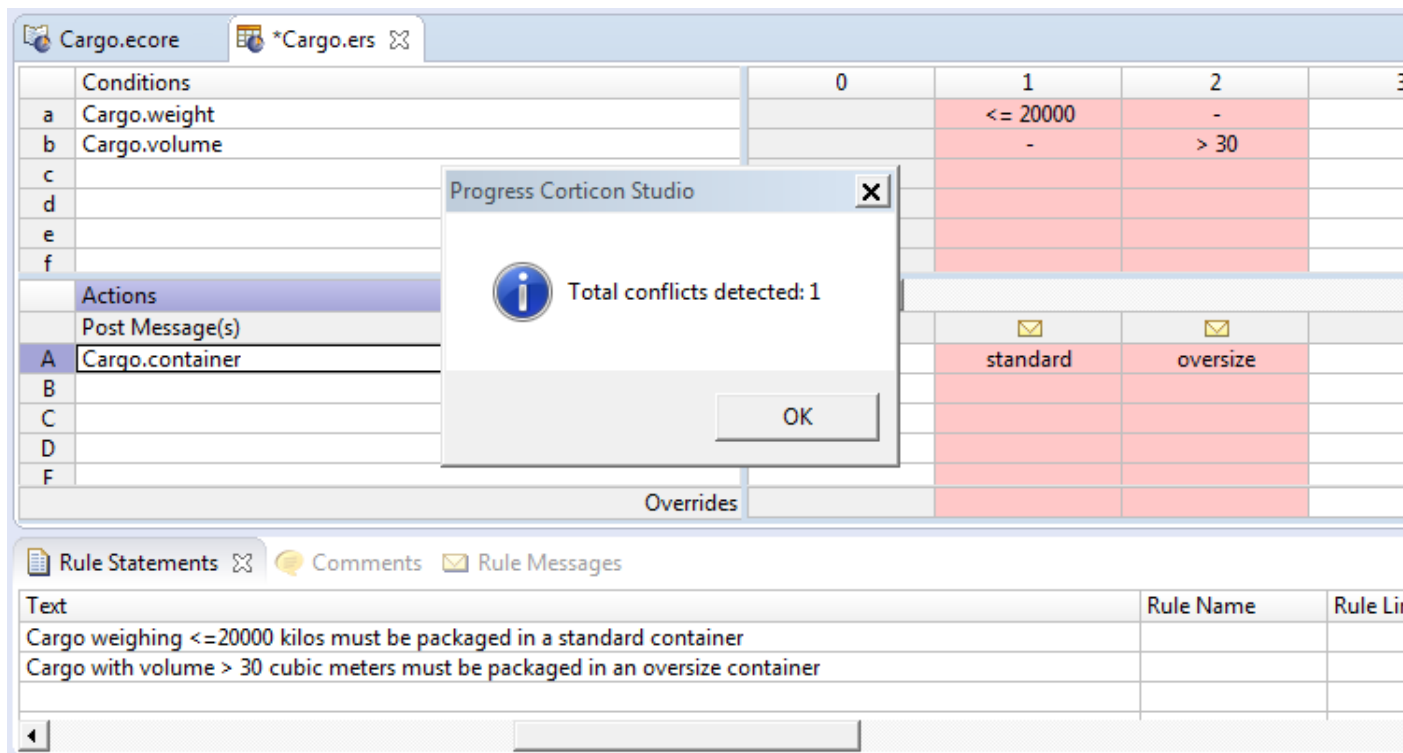 Cargo.ecore *Cargo.ers
Conditions 0 1 2 3
a Cargo.weight <= 20000 -
b Cargo.volume - > 30
c
d
e
f
Progress Corticon Studio
Total conflicts detected: 1
OK
Actions
Post Message(s)
A Cargo.container standard oversize
B
C
D
Overrides
Rule Statements Comments Rule Messages
Text Rule Name Rule Li
Cargo weighing <=20000 kilos must be packaged in a standard container
Cargo with volume > 30 cubic meters must be packaged in an oversize container